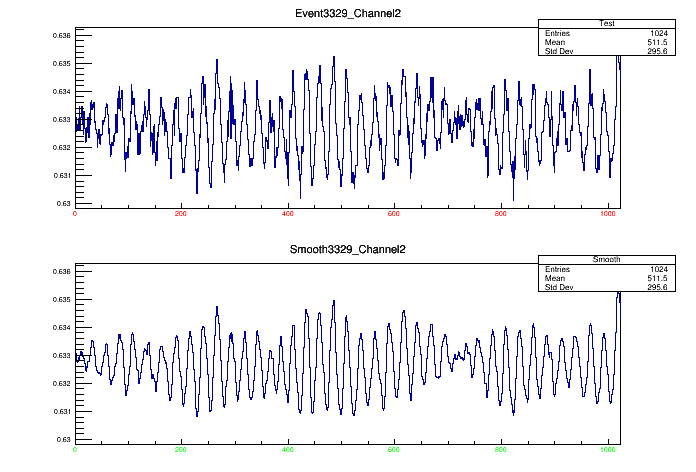 Event3329_Channel2
Test
Entries 1024
Mean 511.5
Std Dev 295.6
0.636
0.635
0.634
0.633
0.632
0.631
0.63
0 200 400 600 800 1000
Smooth3329_Channel2
Smooth
Entries 1024
Mean 511.5
Std Dev 295.6
0.636
0.635
0.634
0.633
0.632
0.631
0.63
0 200 400 600 800 1000